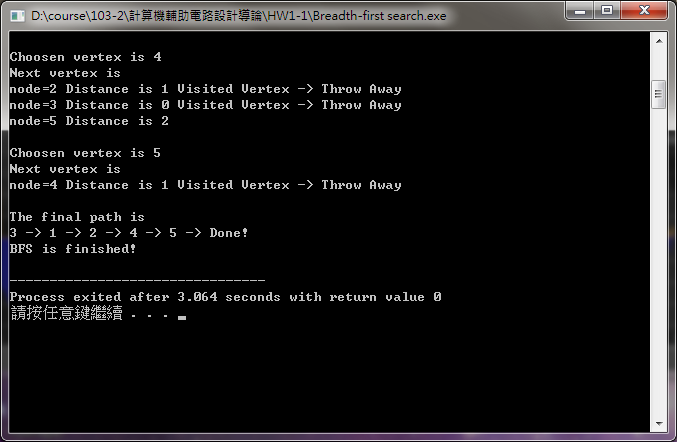 D:\course\103-2\計算機輔助電路設計導論\HW1-1\Breadth-first search.exe
Choosen vertex is 4
Next vertex is
node=2 Distance is 1 Visited Vertex -> Throw Away
node=3 Distance is 0 Visited Vertex -> Throw Away
node=5 Distance is 2
Choosen vertex is 5
Next vertex is
node=4 Distance is 1 Visited Vertex -> Throw Away
The final path is
3 -> 1 -> 2 -> 4 -> 5 -> Done!
BFS is finished!
--------------------------------
Process exited after 3.064 seconds with return value 0
請按任意鍵繼續 . . .